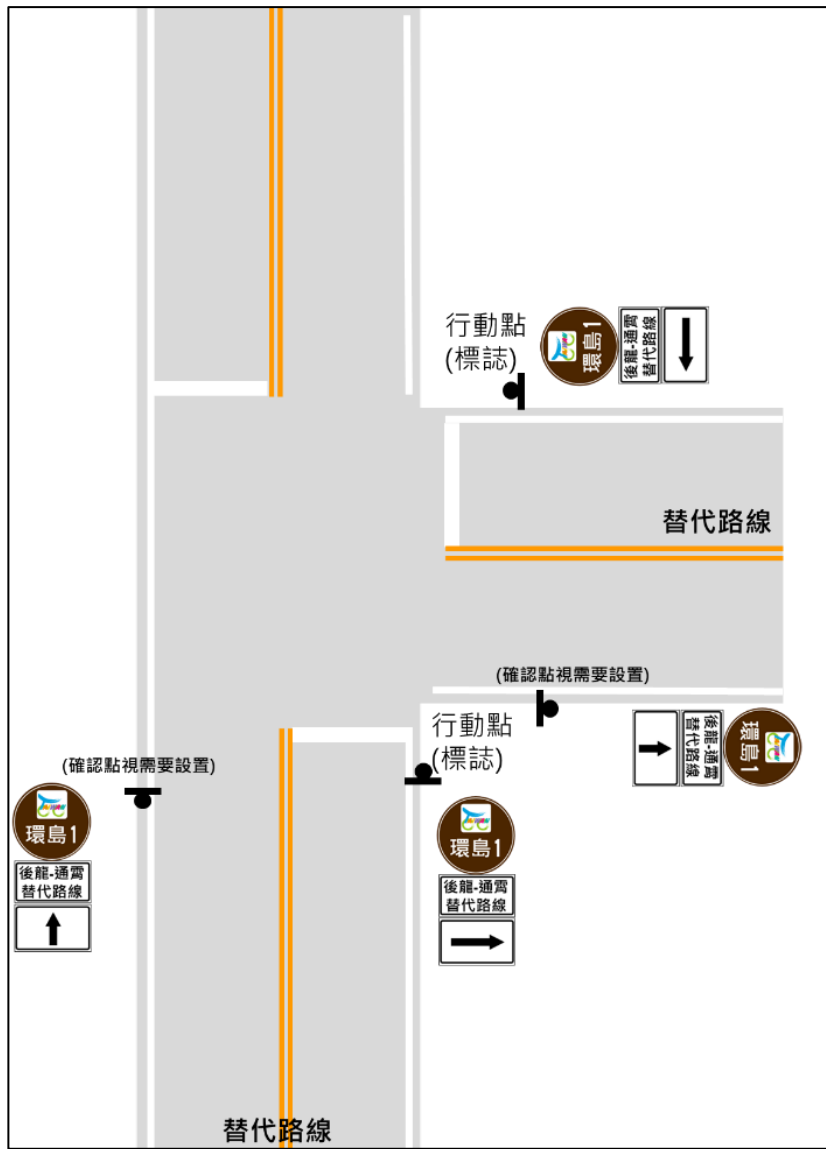 行動點
(標誌)
環島1
後龍-通霄
替代路線
替代路線
(確認點視需要設置)
行動點
(標誌)
後龍-通霄
替代路線
環島1
(確認點視需要設置)
環島1
後龍-通霄
替代路線
環島1
後龍-通霄
替代路線
替代路線